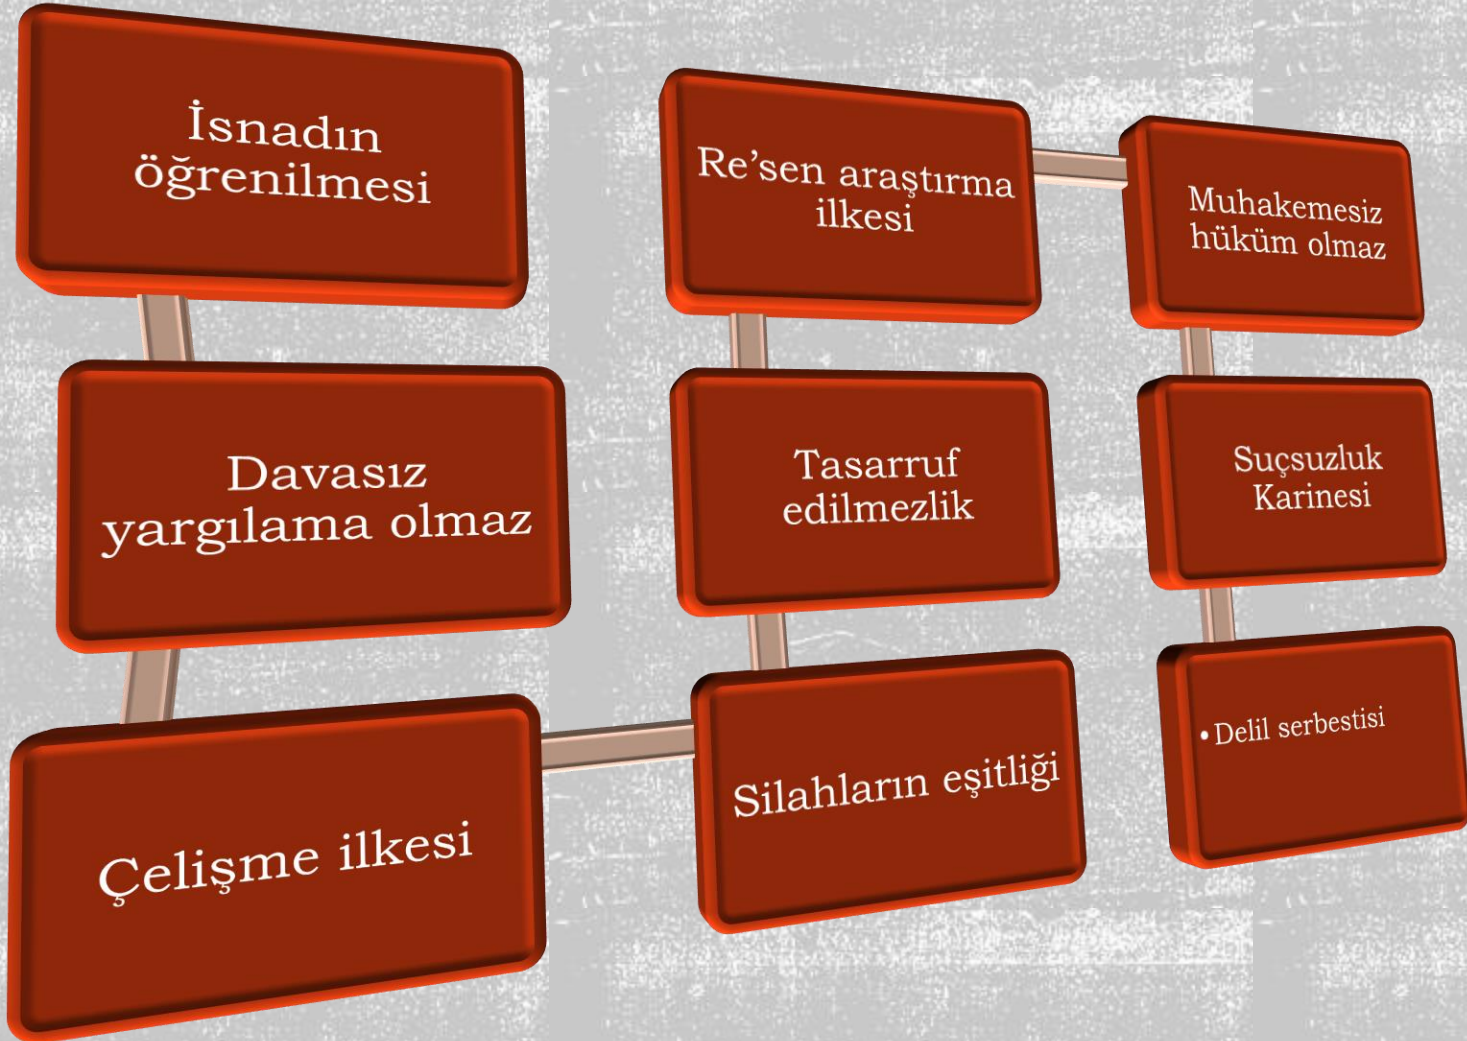 İsnadın
öğrenilmesi
Davasız
yargılama olmaz
Çelişme ilkesi
Silahların eşitliği
Tasarruf
edilmezlik
Re’sen araştırma
ilkesi
Muhakemesiz
hüküm olmaz
Suçsuzluk
Karinesi
• Delil serbestisi